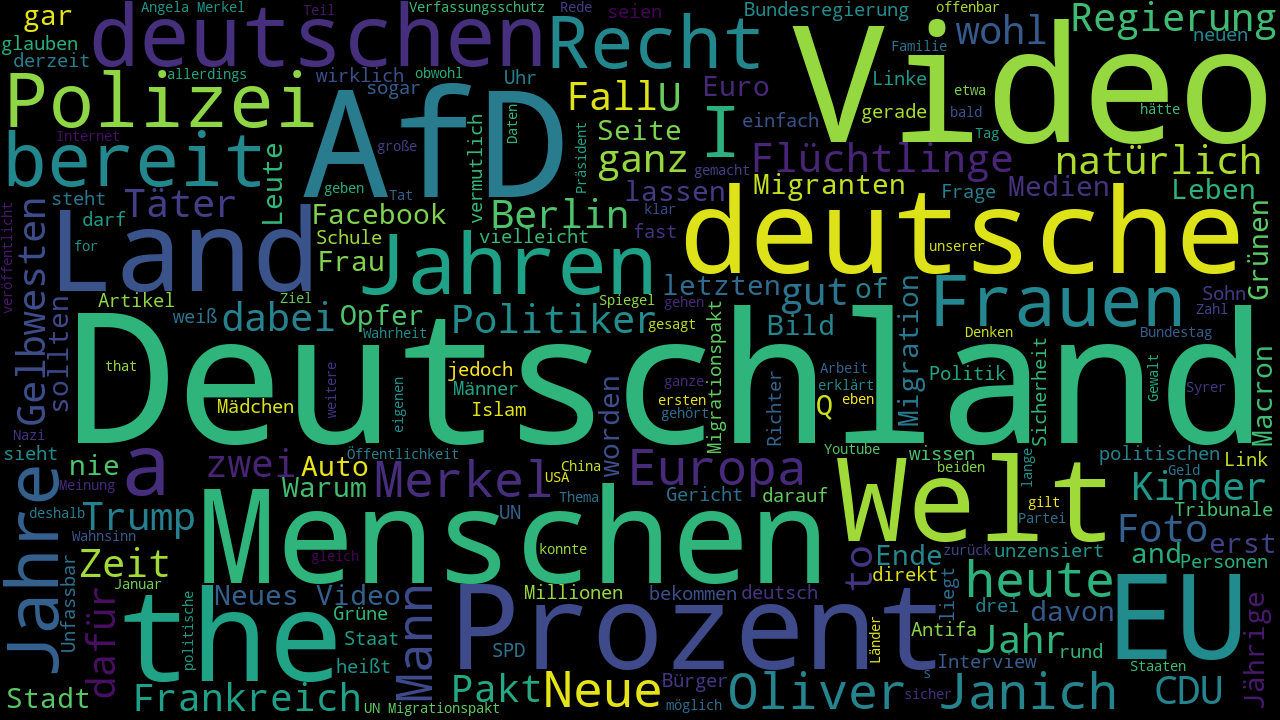 gar
Angela Merkel
Teil
Verfassungsschutz
Rede
seien
Bundesregierung
offenbar
wohl
Regierung
glauben
derzeit
deutschen
Recht
Video
neuen
Familie
allerdings
wirklich
obwohl
sogar
Uhr
Polizei
AfD
Fall
U
Euro
I
Linke
etwa
gerade
bald
hätte
Tag
Internet
große
vermutlich
Daten
Präsident
Seite
einfach
ganz
gemacht
Flüchtlinge
natürlich
bereit
Leute
geben
Tat
steht
darf
for
Täter
Facebook
Berlin
lassen
klar
fast
Migranten
Frage
Medien
Leben
Grünen
veröffentlicht
Gelbwesten
Land
Schule
Frau
Jahren
vielleicht
deutsche
unserer
sollten
Artikel
Ziel
weiß
dabei
Opfer
Wahrheit
Politiker
Spiegel
gesagt
letzten
gehen
gut
of
Bild
Migration
Frauen
Sohn
Zahl
Denken
Bundestag
Migrationspakt
Deutschland
that
Mädchen
weitere
eigenen
jedoch
Männer
Islam
ganze
ersten
gehört
Richter
Arbeit
erklärt
eben
Q
Politik
Sicherheit
Gewalt
Syrer
Macron
Nazi
sieht
nie
Meinung
a
zwei
Öffentlichkeit
Auto
Warum
Merkel
USA
China
Thema
UN
worden
Europa
Gericht
darauf
Youtube
wissen
beiden
lange
gilt
Partei
Welt
politischen
Geld
Link
Kinder
Tribunale
Jahre
deshalb
Trump
Wahnsinn
Zeit
Januar
Unfassbar
gleich
Menschen
konnte
to
Ende
zurück
unzensiert
direkt
Foto
erst
and
Personen
dafür
the
politische
Neues Video
Grüne
Staat
heißt
Mann
Millionen
bekommen
deutsch
Prozent
SPD
Länder
liegt
heute
drei
davon
EU
Antifa
Jahr
rund
Interview
s
Staaten
Jährige
Stadt
Frankreich
UN Migrationspakt
Pakt
Neue
Bürger
möglich
Oliver
sicher
Janich
CDU